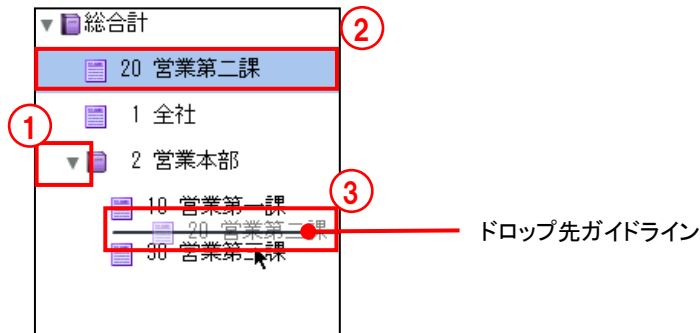 総合計
②
20 営業第二課
1 全社
①
2 営業本部
③
10 営業第一課
20 営業第二課
ドロップ先ガイドライン
30 営業第三課